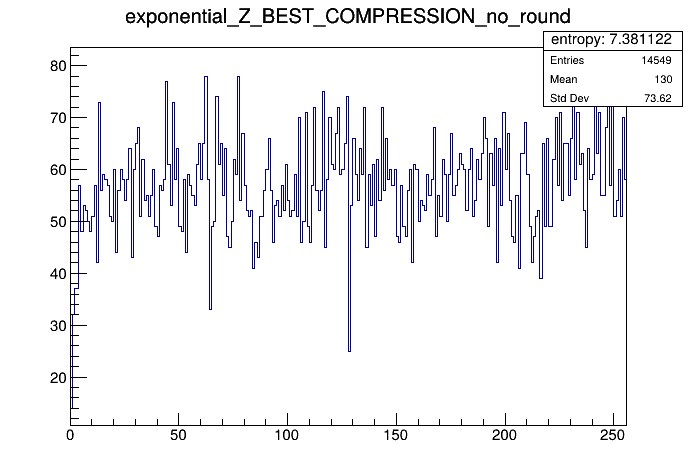 exponential_Z_BEST_COMPRESSION_no_round
entropy: 7.381122
Entries 14549
Mean 130
Std Dev 73.62
80
70
60
50
40
30
20
0 50 100 150 200 250